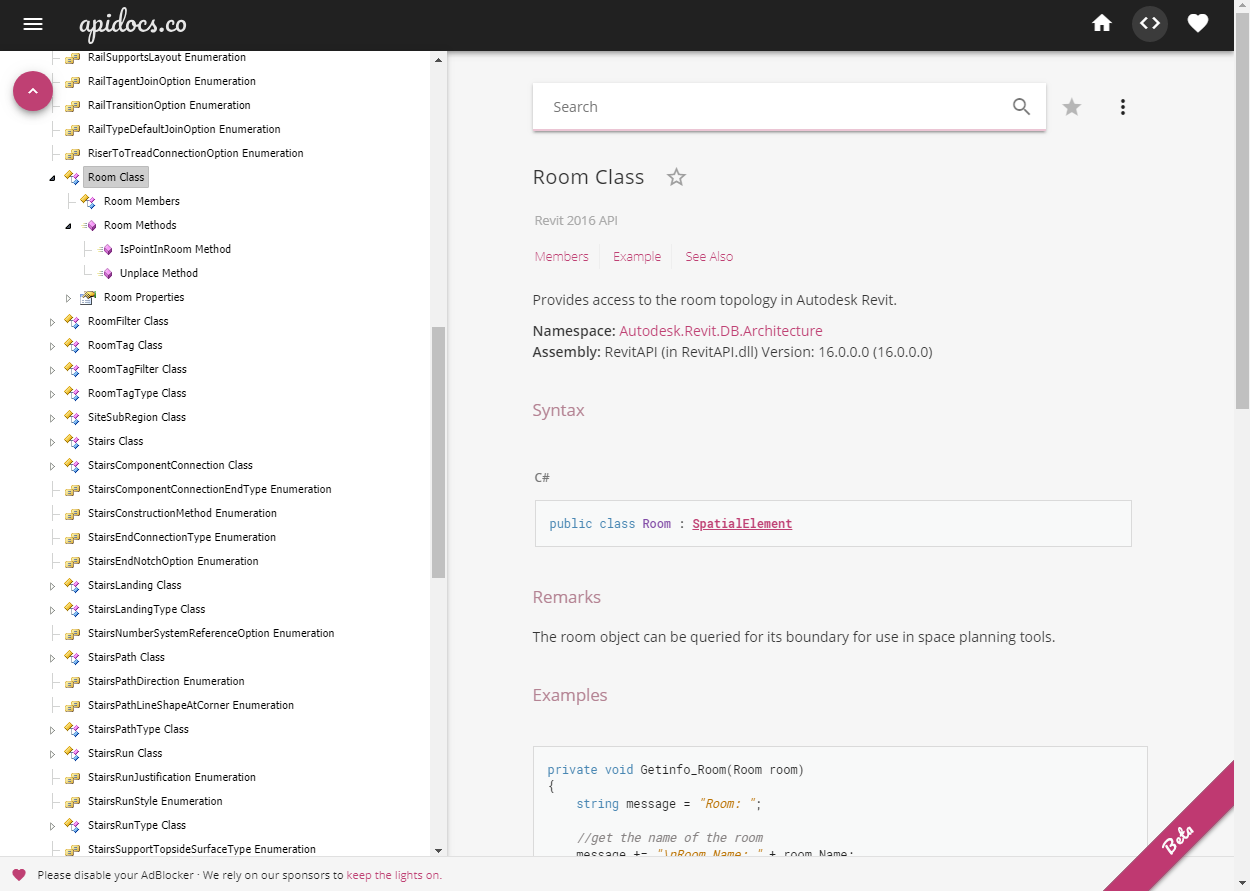 apidocs.co
RailSupportsLayout Enumeration
RailTagentJoinOption Enumeration
RailTransitionOption Enumeration
RailTypeDefaultJoinOption Enumeration
RiserToTreadConnectionOption Enumeration
Room Class
Room Members
Room Methods
IsPointInRoom Method
Unplace Method
Room Properties
RoomFilter Class
RoomTag Class
RoomTagFilter Class
RoomTagType Class
SiteSubRegion Class
Stairs Class
StairsComponentConnection Class
StairsComponentConnectionEndType Enumeration
StairsConstructionMethod Enumeration
StairsEndConnectionType Enumeration
StairsEndNotchOption Enumeration
StairsLanding Class
StairsLandingType Class
StairsNumberSystemReferenceOption Enumeration
StairsPath Class
StairsPathDirection Enumeration
StairsPathLineShapeAtCorner Enumeration
StairsPathType Class
StairsRun Class
StairsRunJustification Enumeration
StairsRunStyle Enumeration
StairsRunType Class
StairsSupportTopsideSurfaceType Enumeration
Search
Room Class
Revit 2016 API
Members Example See Also
Provides access to the room topology in Autodesk Revit.
Namespace: Autodesk.Revit.DB.Architecture
Assembly: RevitAPI (in RevitAPI.dll) Version: 16.0.0.0 (16.0.0.0)
Syntax
C#
public class Room : SpatialElement
Remarks
The room object can be queried for its boundary for use in space planning tools.
Examples
private void Getinfo_Room(Room room)
{
string message = "Room: ";
//get the name of the room
message += "\nRoom Name: " + room.Name;
Beta
Please disable your AdBlocker · We rely on our sponsors to keep the lights on.